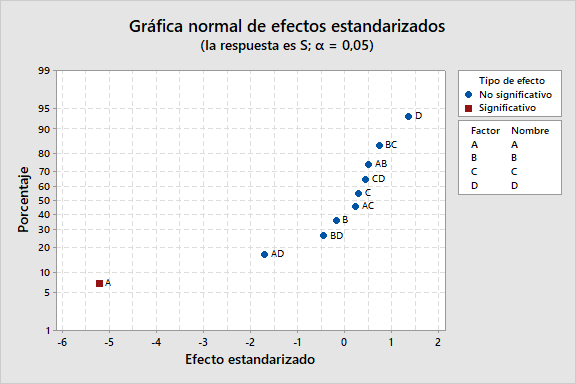 Gráfica normal de efectos estandarizados
(la respuesta es S; α = 0,05)
Tipo de efecto
No significativo
Significativo
Factor Nombre
A A
B B
C C
D D
Porcentaje
99
95
90
80
70
60
50
40
30
20
10
5
1
D
BC
AB
CD
C
AC
B
BD
AD
A
-6 -5 -4 -3 -2 -1 0 1 2
Efecto estandarizado